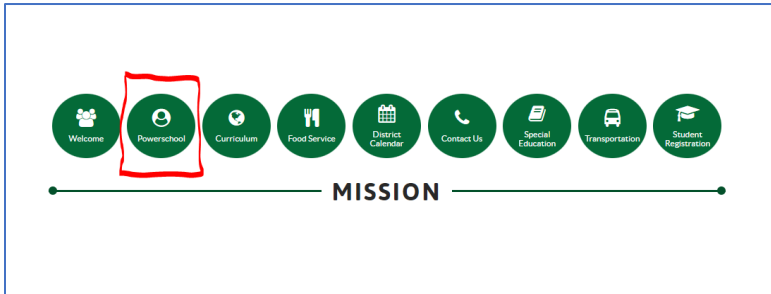 Welcome
Powerschool
Curriculum
Food Service
District
Calendar
Contact Us
Special
Education
Transportation
Student
Registration
MISSION